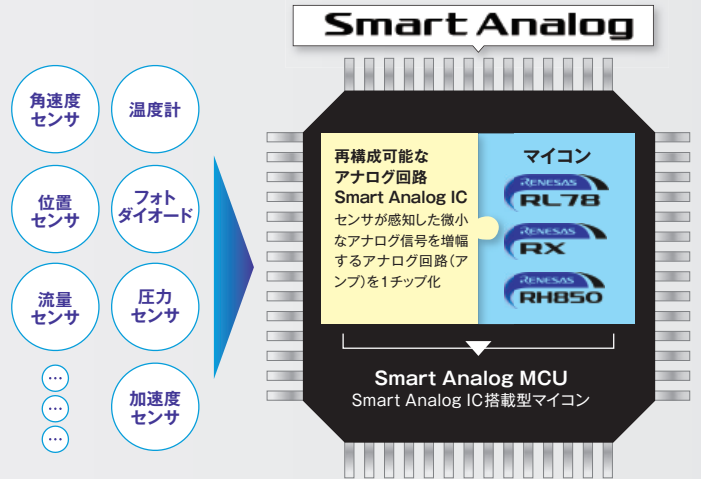 Smart Analog
角速度
センサ
温度計
位置
センサ
フォト
ダイオード
流量
センサ
圧力
センサ
…
…
…
加速度
センサ
再構成可能な
アナログ回路
Smart Analog IC
センサが感知した微小
なアナログ信号を増幅
するアナログ回路（ア
ンプ）を1チップ化
マイコン
RENESAS
RL78
RENESAS
RX
RENESAS
RH850
Smart Analog MCU
Smart Analog IC搭載型マイコン